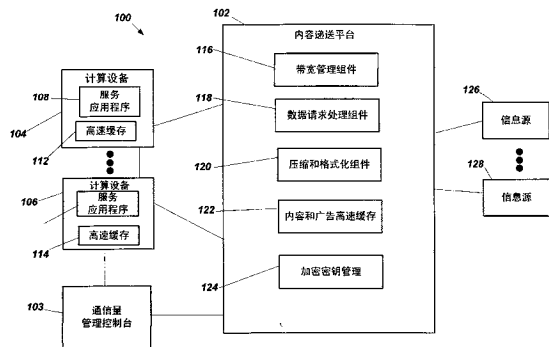 100
102
内容递送平台
116
带宽管理组件
118
数据请求处理组件
120
压缩和格式化组件
122
内容和广告高速缓存
124
加密密钥管理
计算设备
108
服务
应用程序
104
高速缓存
112
计算设备
106
服务
应用程序
高速缓存
114
103
通信量
管理控制台
126
信息源
128
信息源